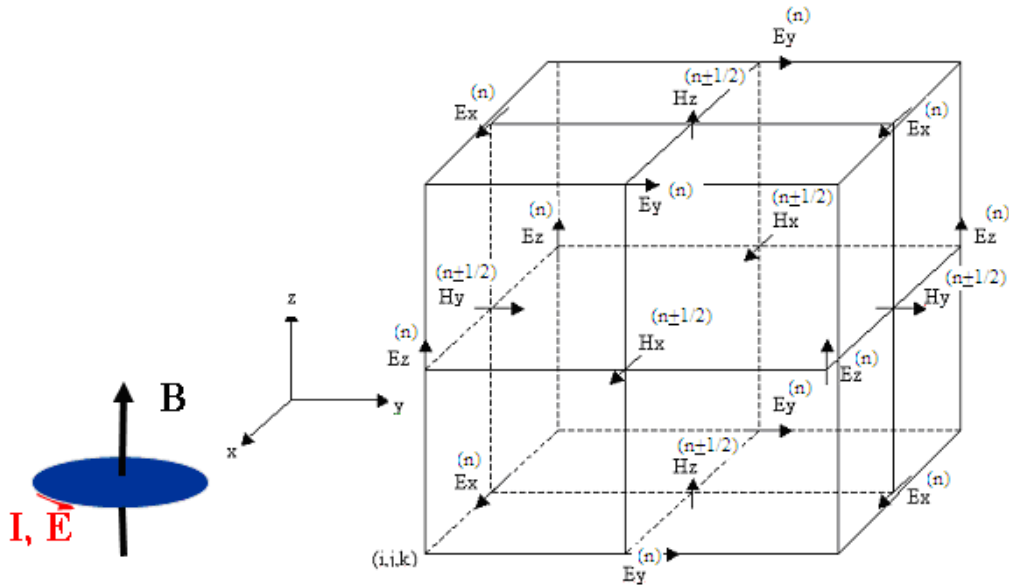 (n)
Ey
(n±1/2)
Hz
(n)
Ex
(n)
Ex
Ey (n)
(n±1/2)
Hx
(n)
Ez
(n)
Ez
(n±1/2)
Hy
(n±1/2)
Hy
z
(n±1/2)
Hx
(n)
Ez
(n)
Ez
B
y
(n)
Ey
x
(n±1/2)
Hz
(n)
Ex
(n)
Ex
I, E
(i,j,k)
(n)
Ey